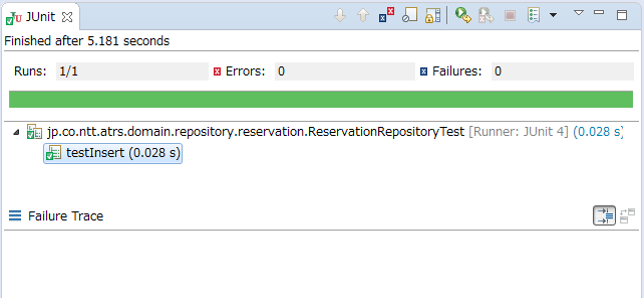 JUnit
Finished after 5.181 seconds
Runs: 1/1 Errors: 0 Failures: 0
jp.co.ntt.atrs.domain.repository.reservation.ReservationRepositoryTest [Runner: JUnit 4] (0.028 s)
testInsert (0.028 s)
Failure Trace